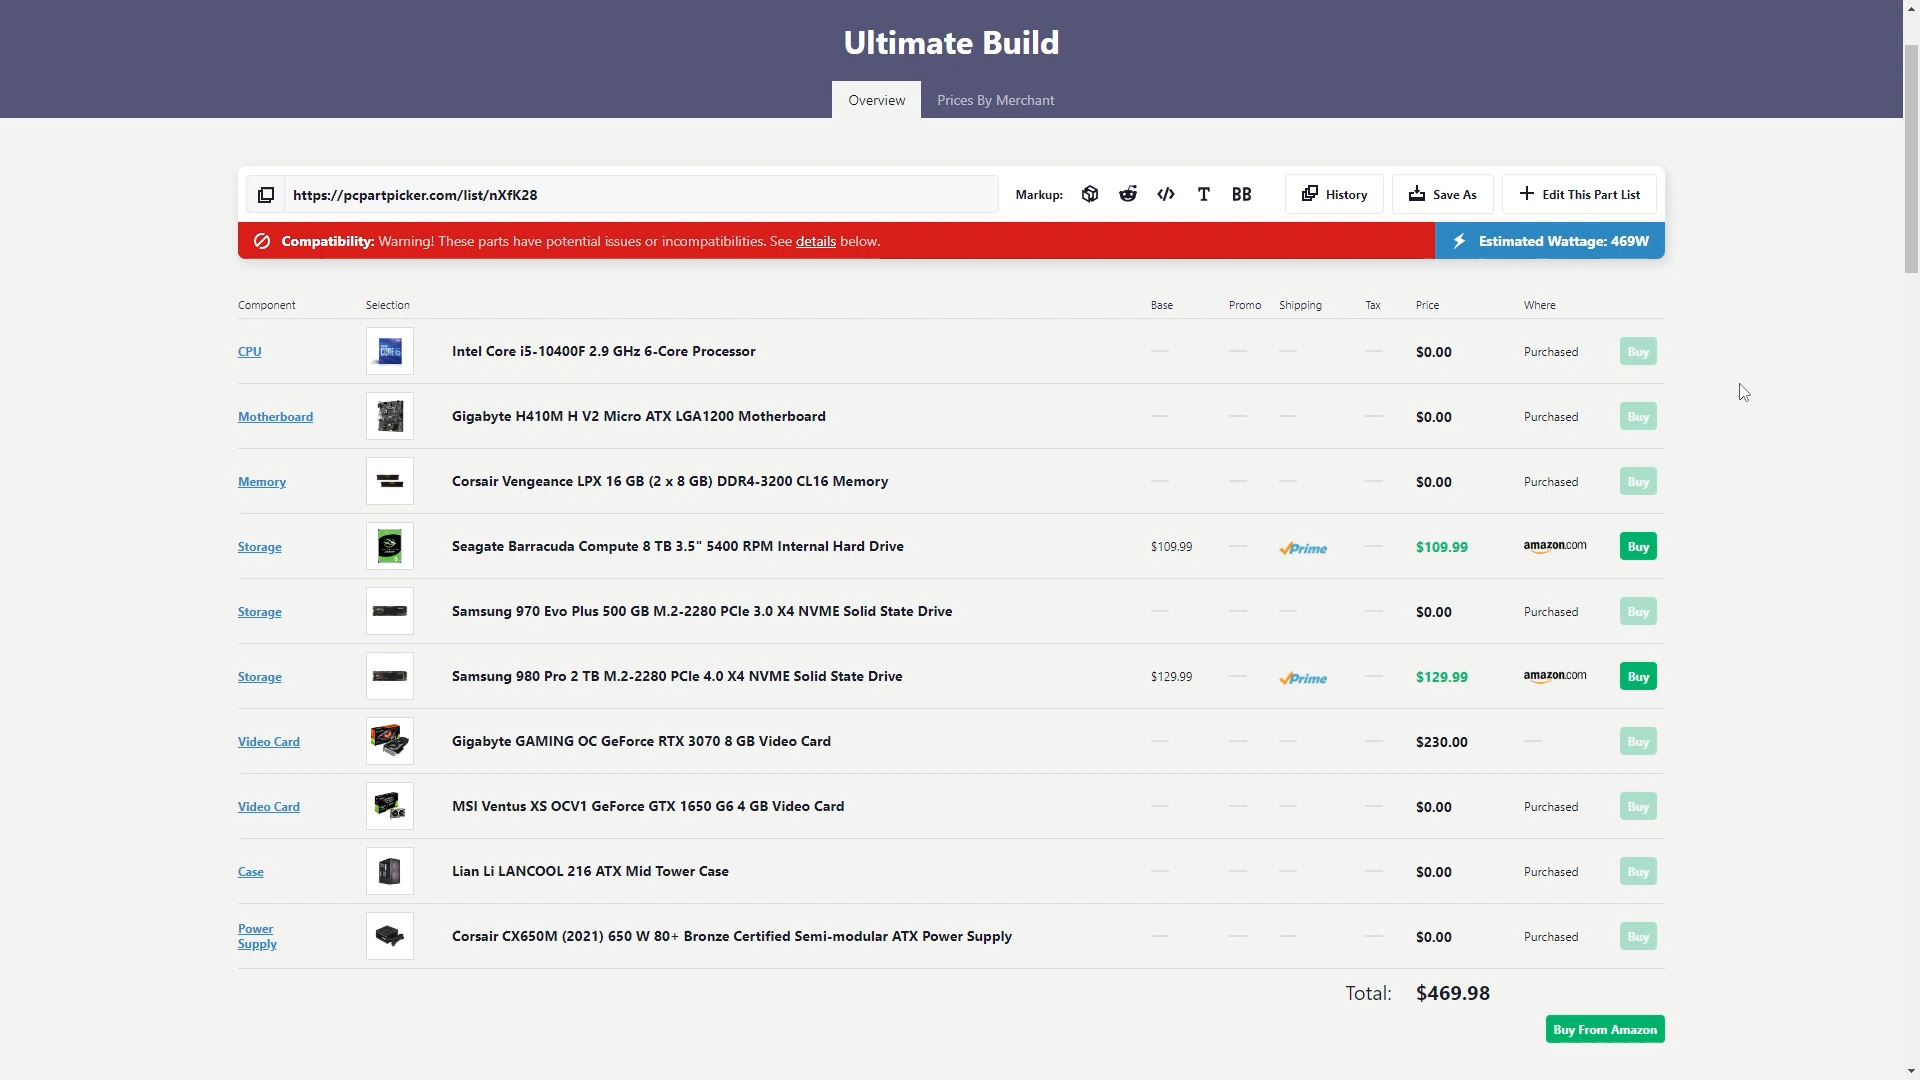 Ultimate Build
Overview
Prices By Merchant
https://pcpartpicker.com/list/nXfK28
Markup:
T
BB
History
Save As
Edit This Part List
Compatibility: Warning! These parts have potential issues or incompatibilities. See details below.
Estimated Wattage: 469W
Component Selection Base Promo Shipping Tax Price Where
CPU Intel Core i5-10400F 2.9 GHz 6-Core Processor $0.00 Purchased Buy
Motherboard Gigabyte H410M H V2 Micro ATX LGA1200 Motherboard $0.00 Purchased Buy
Memory Corsair Vengeance LPX 16 GB (2 x 8 GB) DDR4-3200 CL16 Memory $0.00 Purchased Buy
Storage Seagate Barracuda Compute 8 TB 3.5" 5400 RPM Internal Hard Drive $109.99 Prime $109.99 amazon.com Buy
Storage Samsung 970 Evo Plus 500 GB M.2-2280 PCIe 3.0 X4 NVME Solid State Drive $0.00 Purchased Buy
Storage Samsung 980 Pro 2 TB M.2-2280 PCIe 4.0 X4 NVME Solid State Drive $129.99 Prime $129.99 amazon.com Buy
Video Card Gigabyte GAMING OC GeForce RTX 3070 8 GB Video Card $230.00 Buy
Video Card MSI Ventus XS OCV1 GeForce GTX 1650 G6 4 GB Video Card $0.00 Purchased Buy
Case Lian Li LANCOOL 216 ATX Mid Tower Case $0.00 Purchased Buy
Power
Supply Corsair CX650M (2021) 650 W 80+ Bronze Certified Semi-modular ATX Power Supply $0.00 Purchased Buy
Total: $469.98
Buy From Amazon